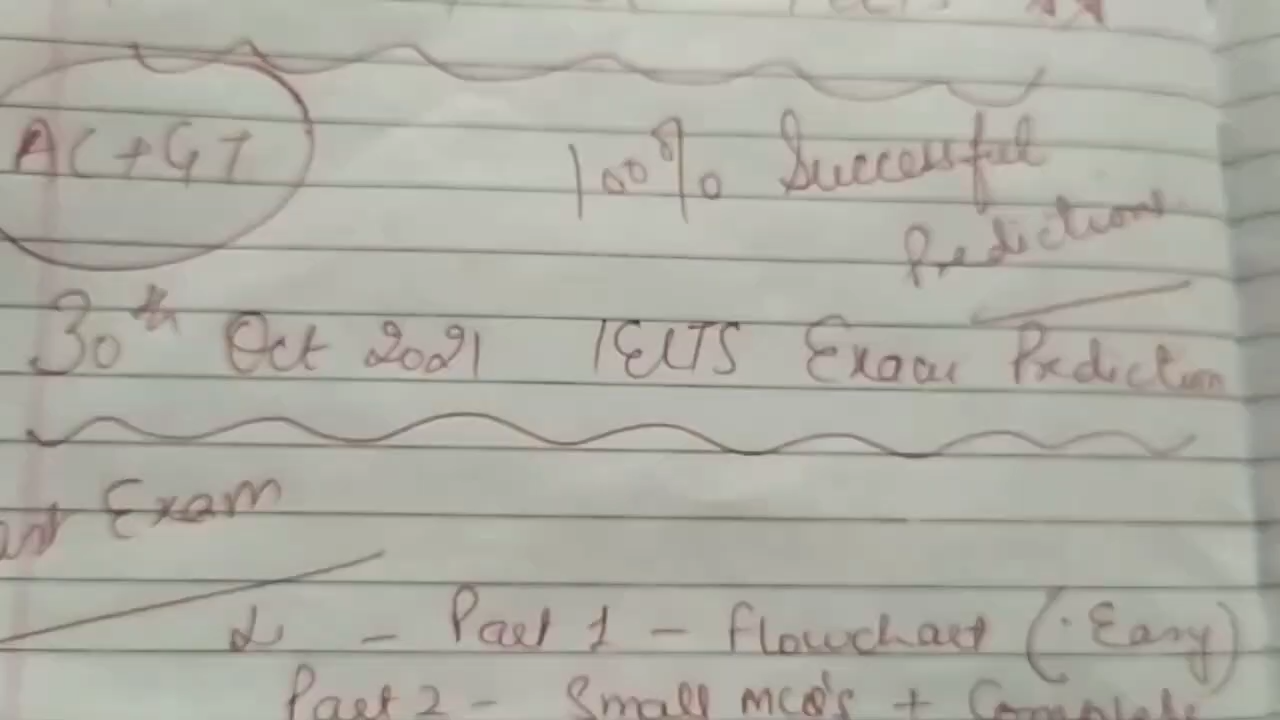 AC + GT
100% Successful
Prediction
30th Oct 2021 IELTS Exam Prediction
Exam
L - Part 1 - flowchart (Easy)
Part 2 - Small MCQ's +